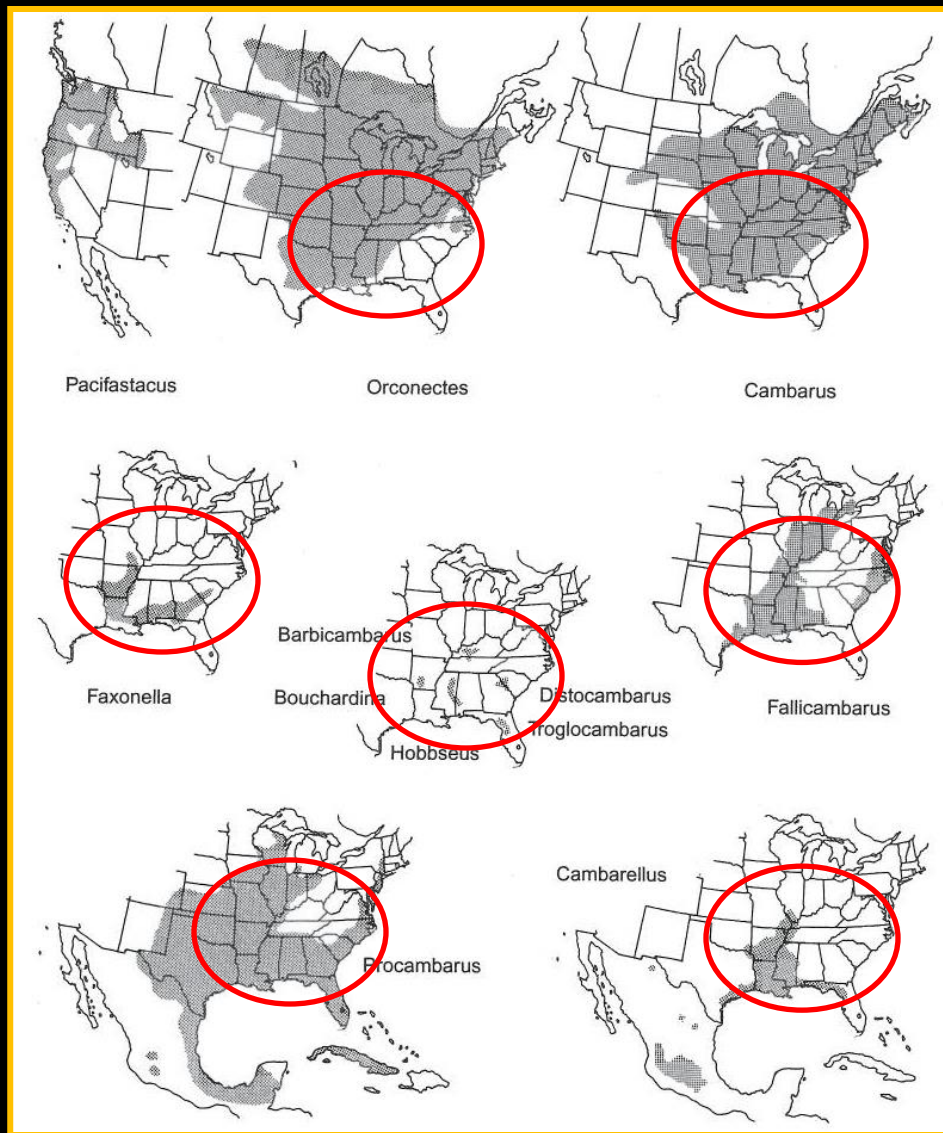 Pacifastacus
Orconectes
Cambarus
Faxonella
Barbicambarus
Bouchardina
Hobbseus
Distocambarus
Troglocambarus
Fallicambarus
Procambarus
Cambarellus